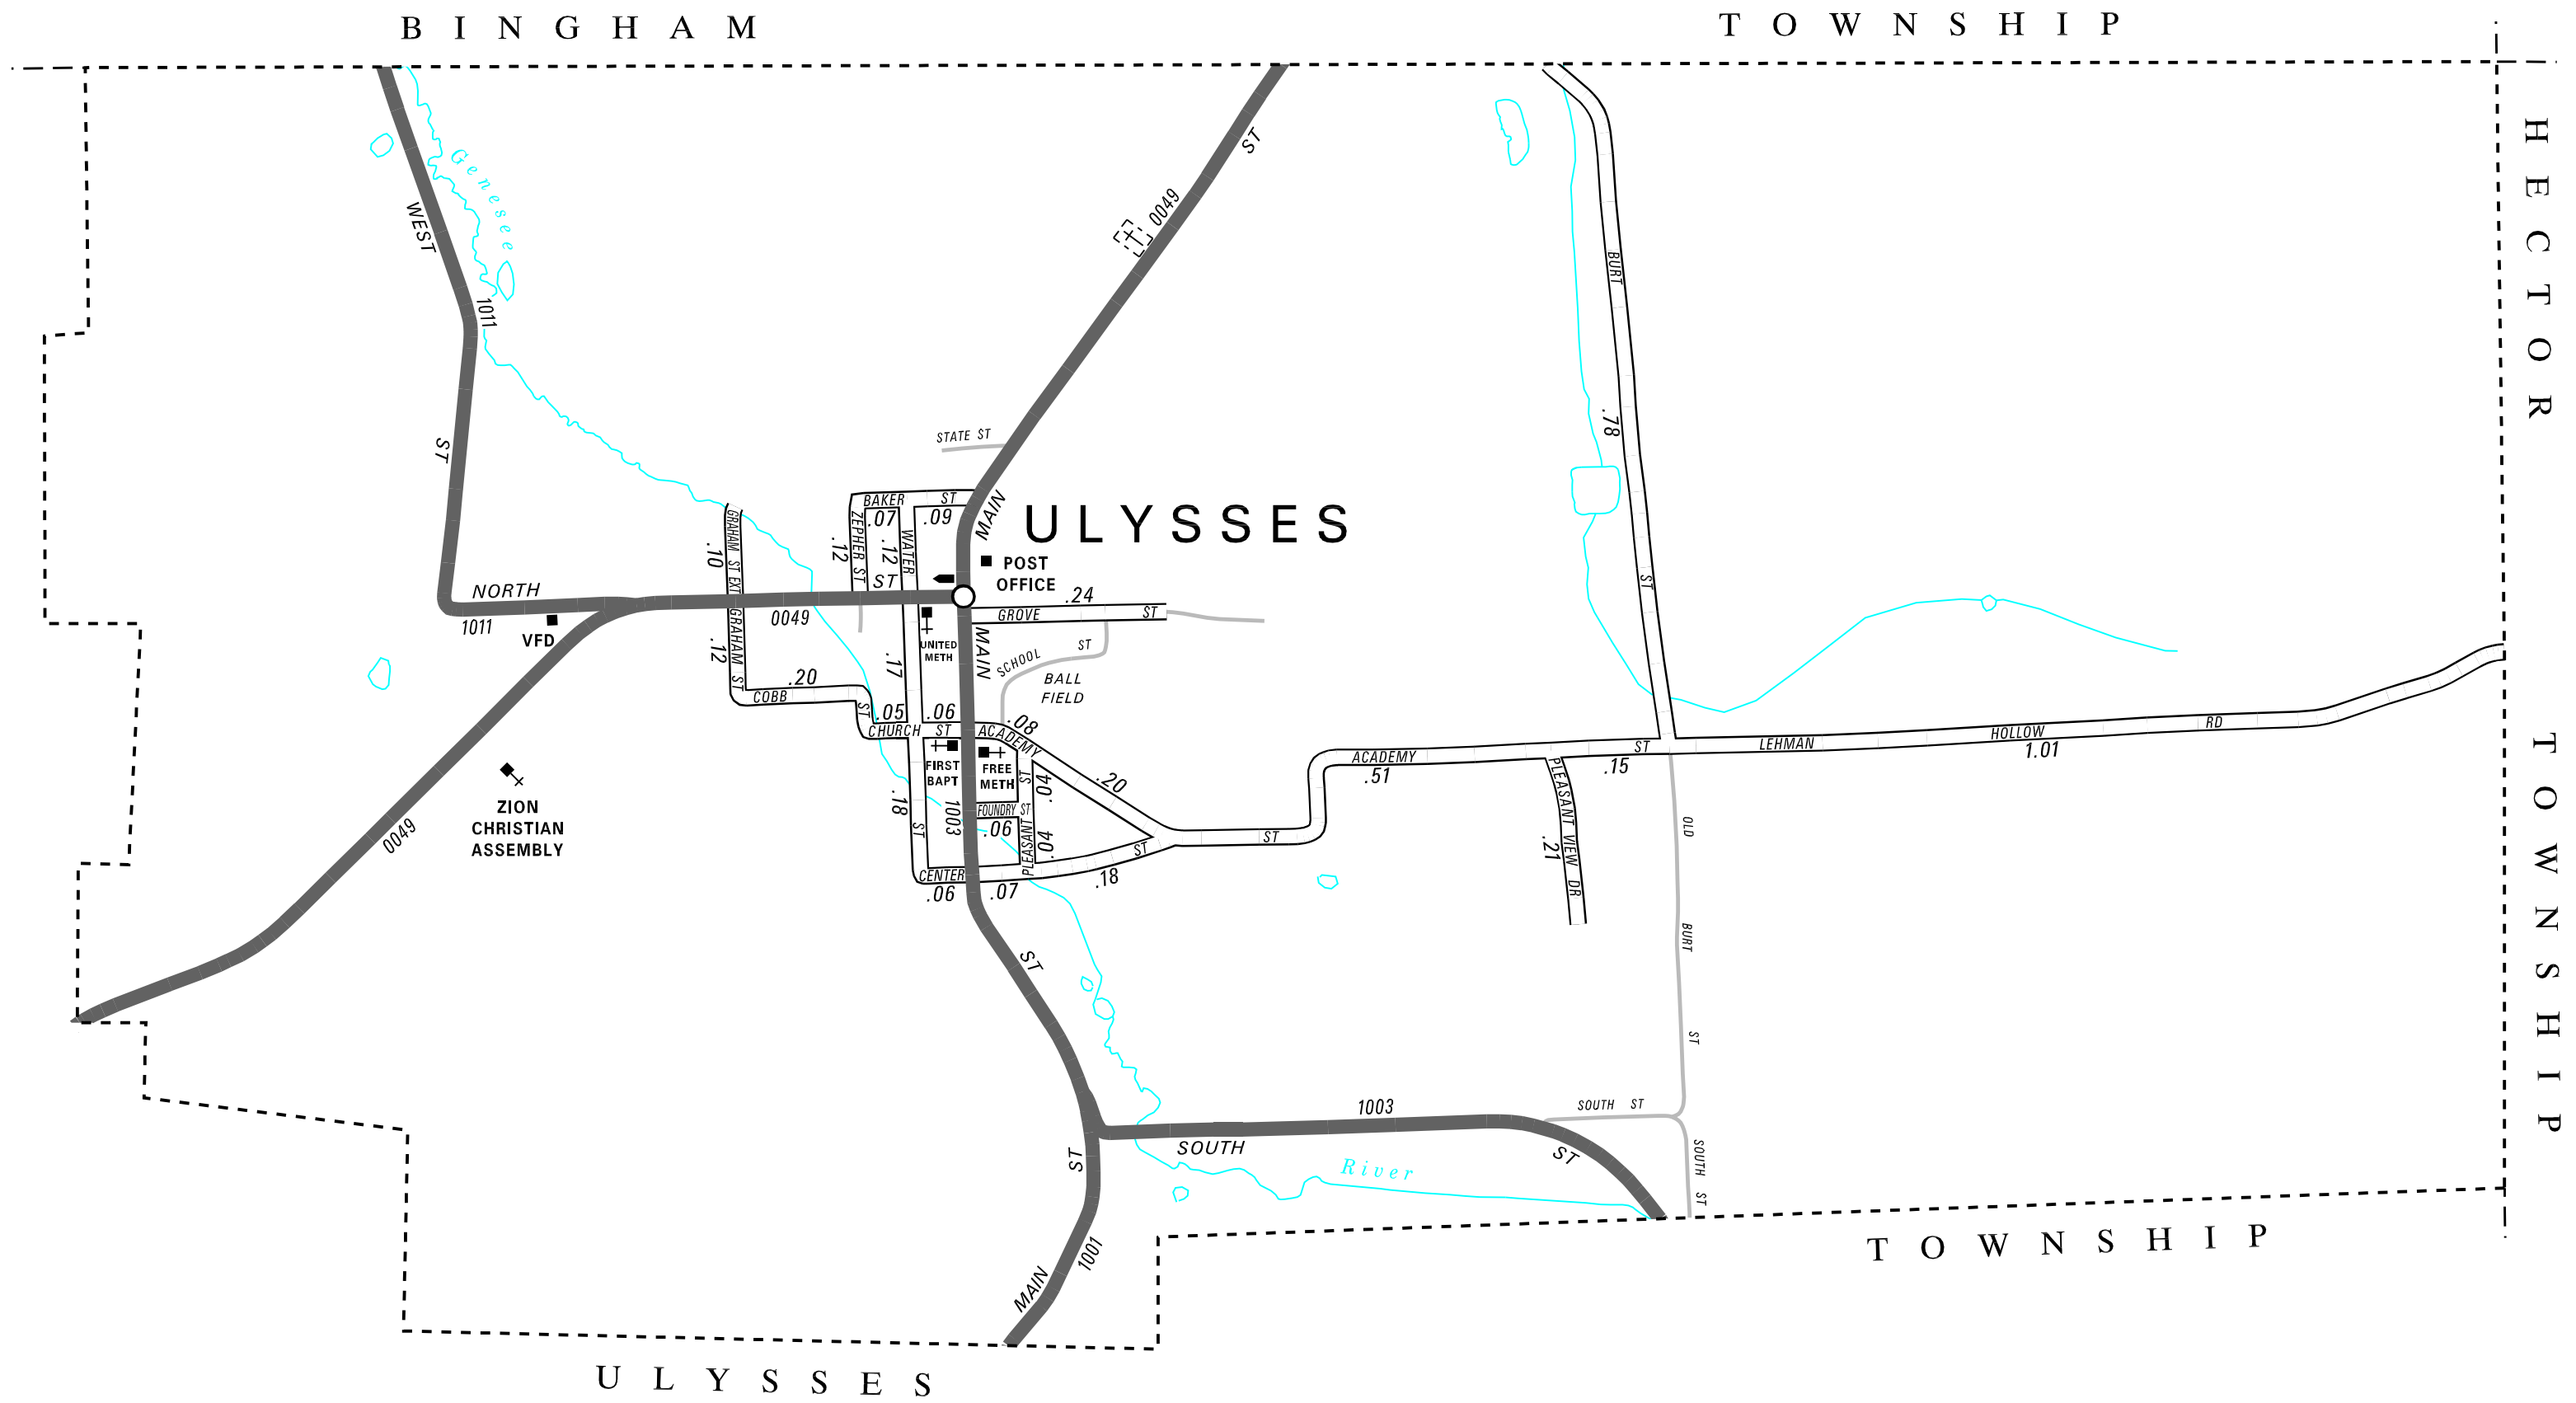 BINGHAM TOWNSHIP
HECTOR TOWNSHIP
Genesee
WEST
1011
ST
ST
0049
BURT
.78
ST
STATE ST
MAIN
ULYSSES
BAKER ST
.07
.09
ZEPHER ST
.12
.12
WATER
ST
POST
OFFICE
GRAHAM ST EXT
.10
NORTH
1011
VFD
0049
GRAHAM ST
.12
.24
GROVE ST
UNITED
METH
MAIN
SCHOOL ST
BALL
FIELD
.17
.20
COBB
ST
.05
.06
CHURCH ST
ACADEMY
.08
FIRST
BAPT
FREE
METH
ST
.04
.20
ACADEMY
.51
ST
.15
LEHMAN HOLLOW RD
1.01
PLEASANT VIEW DR
.21
ZION
CHRISTIAN
ASSEMBLY
0049
.18
ST
1003
FOUNDRY ST
.06
PLEASANT
.04
ST
ST
CENTER
.06
.07
.18
OLD
BURT
ST
ST
1003
SOUTH
ST
SOUTH ST
SOUTH ST
River
ST
1001
MAIN
ULYSSES TOWNSHIP